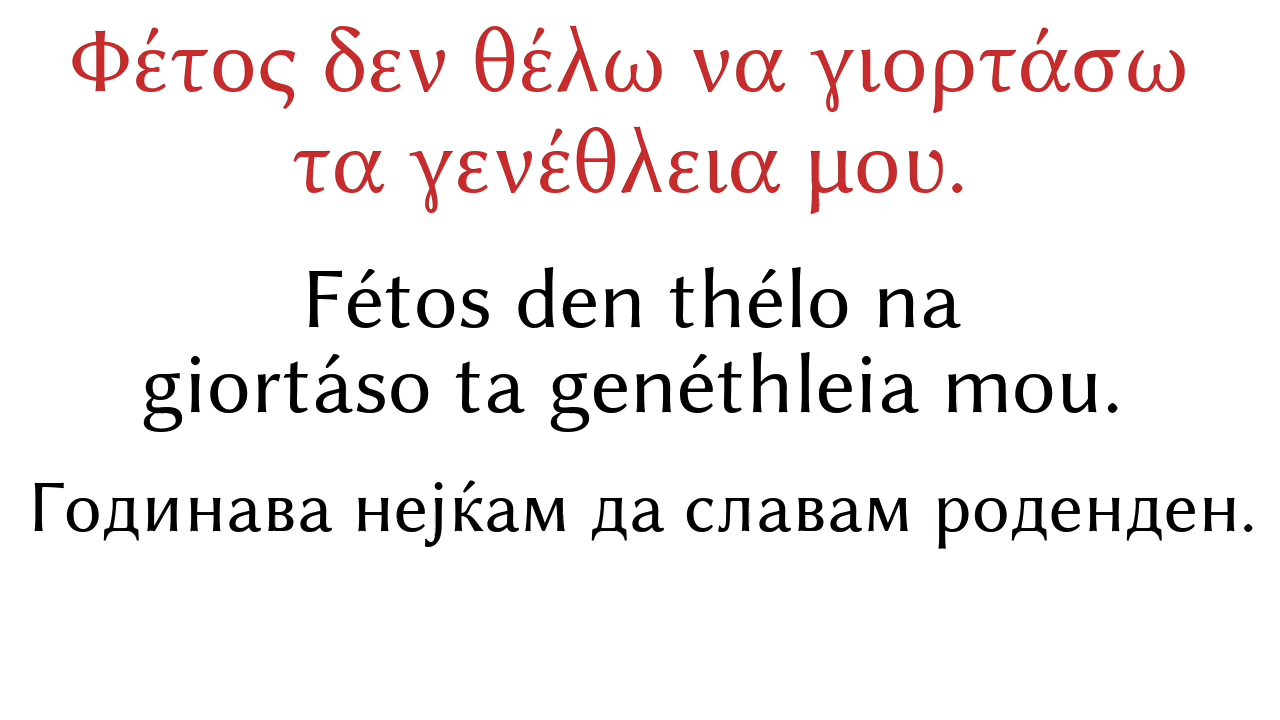 Φέτος δεν θέλω να γιορτάσω
τα γενέθλεια μου.
Fétos den thélo na
giortáso ta genéthleia mou.
Годинава нејќам да славам роденден.